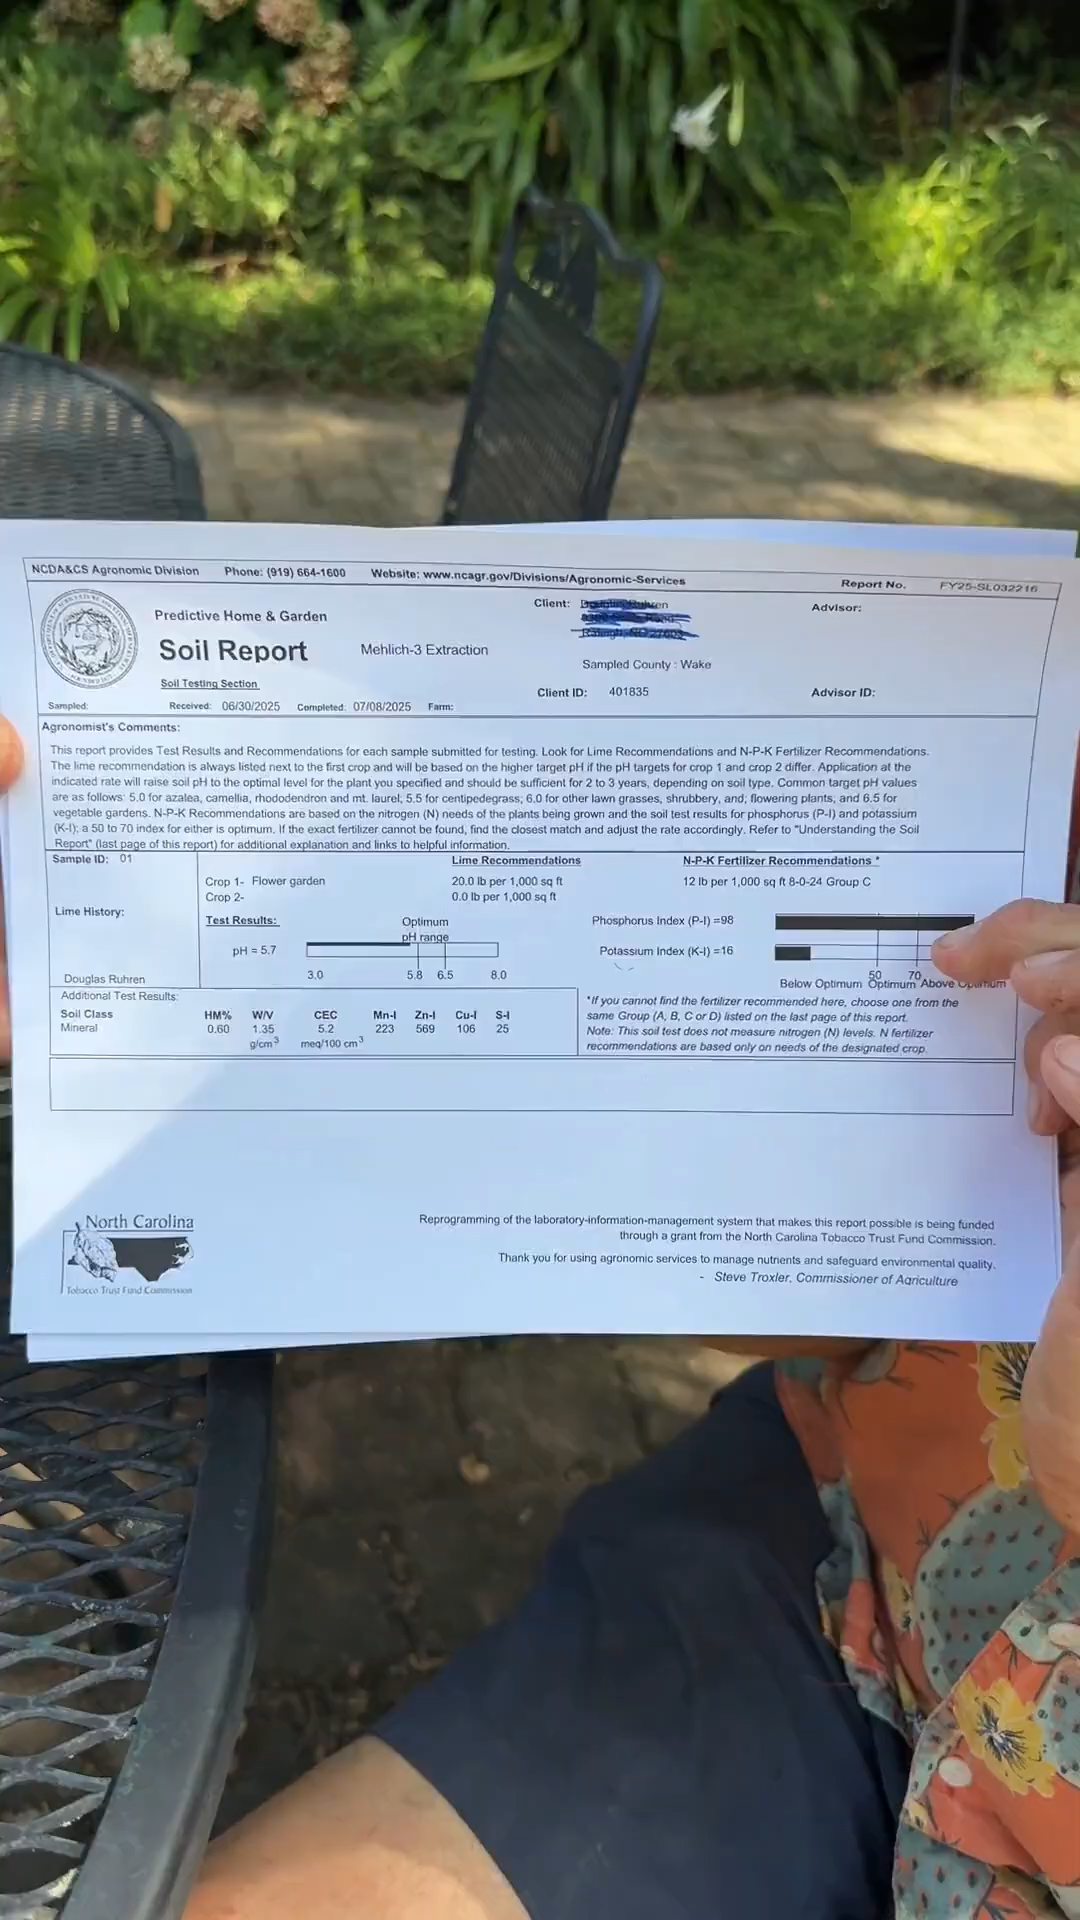 NCDA&CS Agronomic Division Phone: (919) 664-1600 Website: www.ncagr.gov/Divisions/Agronomic-Services Report No. FY25-SL032216
Predictive Home & Garden
Soil Report Mehlich-3 Extraction
Soil Testing Section
Client:
Sampled County : Wake
Client ID: 401835
Advisor:
Advisor ID:
Sampled: Received: 06/30/2025 Completed: 07/08/2025 Farm:
Agronomist's Comments:
This report provides Test Results and Recommendations for each sample submitted for testing. Look for Lime Recommendations and N-P-K Fertilizer Recommendations.
The lime recommendation is always listed next to the first crop and will be based on the higher target pH if the pH targets for crop 1 and crop 2 differ. Application at the
indicated rate will raise soil pH to the optimal level for the plant you specified and should be sufficient for 2 to 3 years, depending on soil type. Common target pH values
are as follows: 5.0 for azalea, camellia, rhododendron and mt. laurel; 5.5 for centipedegrass; 6.0 for other lawn grasses, shrubbery, and; flowering plants; and 6.5 for
vegetable gardens. N-P-K Recommendations are based on the nitrogen (N) needs of the plants being grown and the soil test results for phosphorus (P-I) and potassium
(K-I); a 50 to 70 index for either is optimum. If the exact fertilizer cannot be found, find the closest match and adjust the rate accordingly. Refer to "Understanding the Soil
Report" (last page of this report) for additional explanation and links to helpful information.
Sample ID: 01 Lime Recommendations N-P-K Fertilizer Recommendations *
Crop 1- Flower garden 20.0 lb per 1,000 sq ft 12 lb per 1,000 sq ft 8-0-24 Group C
Crop 2- 0.0 lb per 1,000 sq ft
Lime History:
Test Results: Optimum
pH range
pH = 5.7
3.0 5.8 6.5 8.0
Phosphorus Index (P-I) =98
Potassium Index (K-I) =16
50 70
Below Optimum Optimum Above Optimum
Douglas Ruhren
Additional Test Results:
Soil Class HM% W/V CEC Mn-I Zn-I Cu-I S-I
Mineral 0.60 1.35 5.2 223 569 106 25
g/cm³ meq/100 cm³
*If you cannot find the fertilizer recommended here, choose one from the
same Group (A, B, C or D) listed on the last page of this report.
Note: This soil test does not measure nitrogen (N) levels. N fertilizer
recommendations are based only on needs of the designated crop.
North Carolina
Tobacco Trust Fund Commission
Reprogramming of the laboratory-information-management system that makes this report possible is being funded
through a grant from the North Carolina Tobacco Trust Fund Commission.
Thank you for using agronomic services to manage nutrients and safeguard environmental quality.
- Steve Troxler, Commissioner of Agriculture